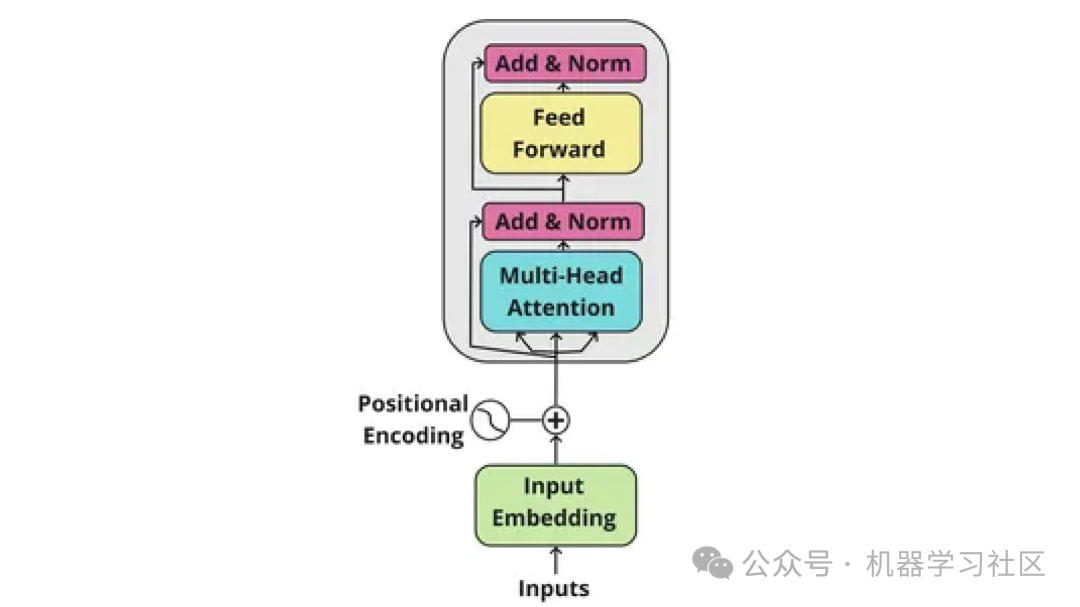 Add & Norm
Feed
Forward
Add & Norm
Multi-Head
Attention
Positional
Encoding
Input
Embedding
Inputs
公众号 · 机器学习社区